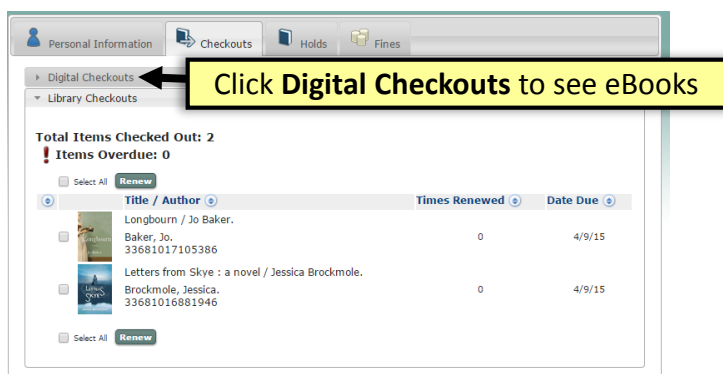 Personal Information Checkouts Holds Fines
Digital Checkouts
Click Digital Checkouts to see eBooks
Library Checkouts
Total Items Checked Out: 2
Items Overdue: 0
Select All Renew
Title / Author Times Renewed Date Due
Longbourn / Jo Baker.
Baker, Jo. 0 4/9/15
33681017105386
Letters from Skye : a novel / Jessica Brockmole.
Brockmole, Jessica. 0 4/9/15
33681016881946
Select All Renew